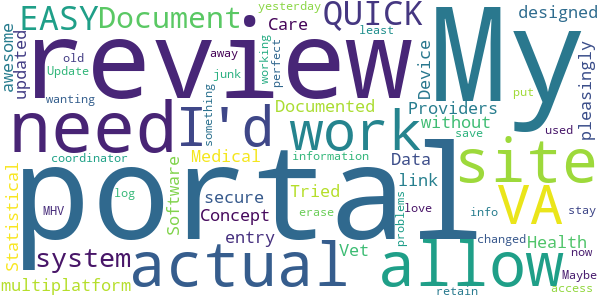 awesome
updated
EASY
Document
QUICK
Care
yesterday
least
designed
Update
old
away
working
perfect
review
My
Device
pleasingly
wanting
junk
something
Documented
Providers
put
need
I'd
work
without
save
used
coordinator
Medical
information
Data
link
site
Statistical
MHV
log
Software
portal
secure
Tried
erase
problems
love
info
VA
stay
system
Concept
entry
Vet
changed
Health
now
multiplatform
actual
allow
retain
Maybe
access